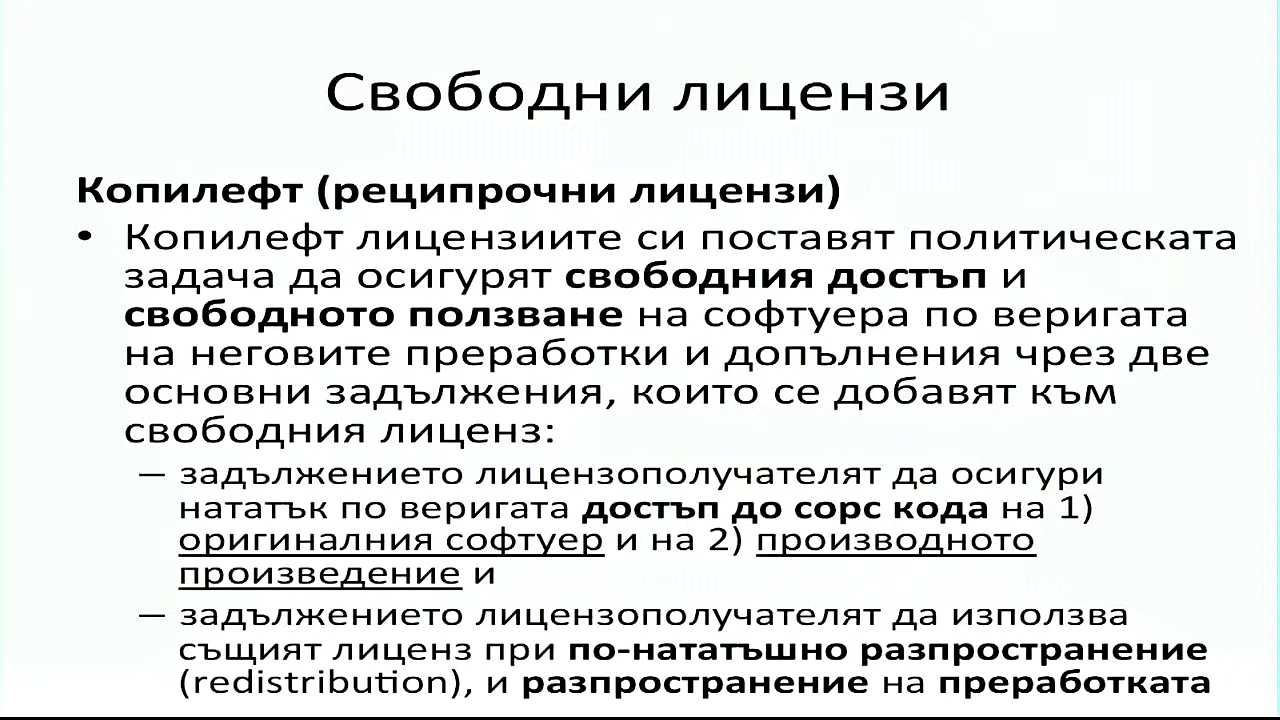 Свободни лицензи
Копилефт (реципрочни лицензи)
• Копилефт лицензиите си поставят политическата
задача да осигурят свободния достъп и
свободното ползване на софтуера по веригата
на неговите преработки и допълнения чрез две
основни задължения, които се добавят към
свободния лиценз:
– задължението лицензополучателят да осигури
нататък по веригата достъп до сорс кода на 1)
оригиналния софтуер и на 2) производното
произведение и
– задължението лицензополучателят да използва
същият лиценз при по-нататъшно разпространение
(redistribution), и разпространение на преработката